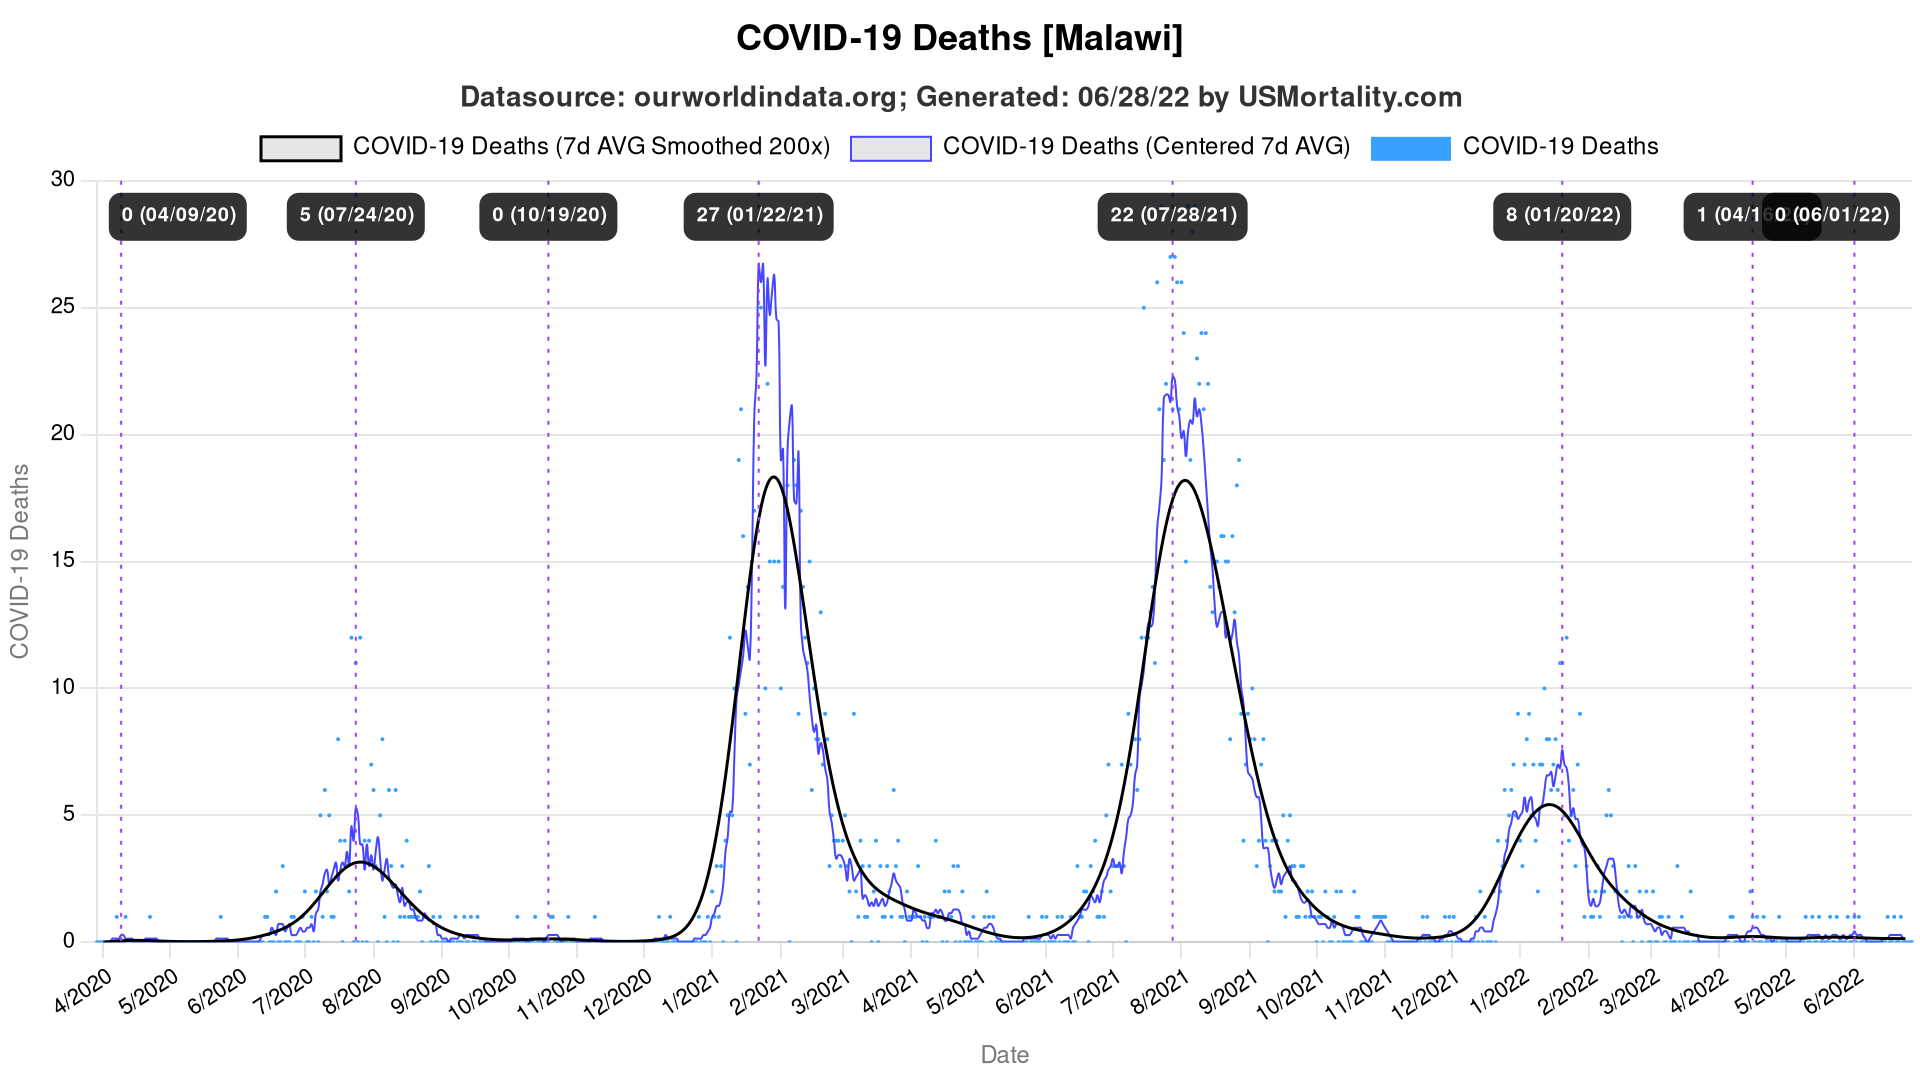 COVID-19 Deaths [Malawi]
Datasource: ourworldindata.org; Generated: 06/28/22 by USMortality.com
COVID-19 Deaths (7d AVG Smoothed 200x) COVID-19 Deaths (Centered 7d AVG) COVID-19 Deaths
30
0 (04/09/20) 5 (07/24/20) 0 (10/19/20) 27 (01/22/21) 22 (07/28/21) 8 (01/20/22) 1 (04/16 0 (06/01/22)
25
20
15
10
5
0
COVID-19 Deaths
4/2020 5/2020 6/2020 7/2020 8/2020 9/2020 10/2020 11/2020 12/2020 1/2021 2/2021 3/2021 4/2021 5/2021 6/2021 7/2021 8/2021 9/2021 10/2021 11/2021 12/2021 1/2022 2/2022 3/2022 4/2022 5/2022 6/2022
Date